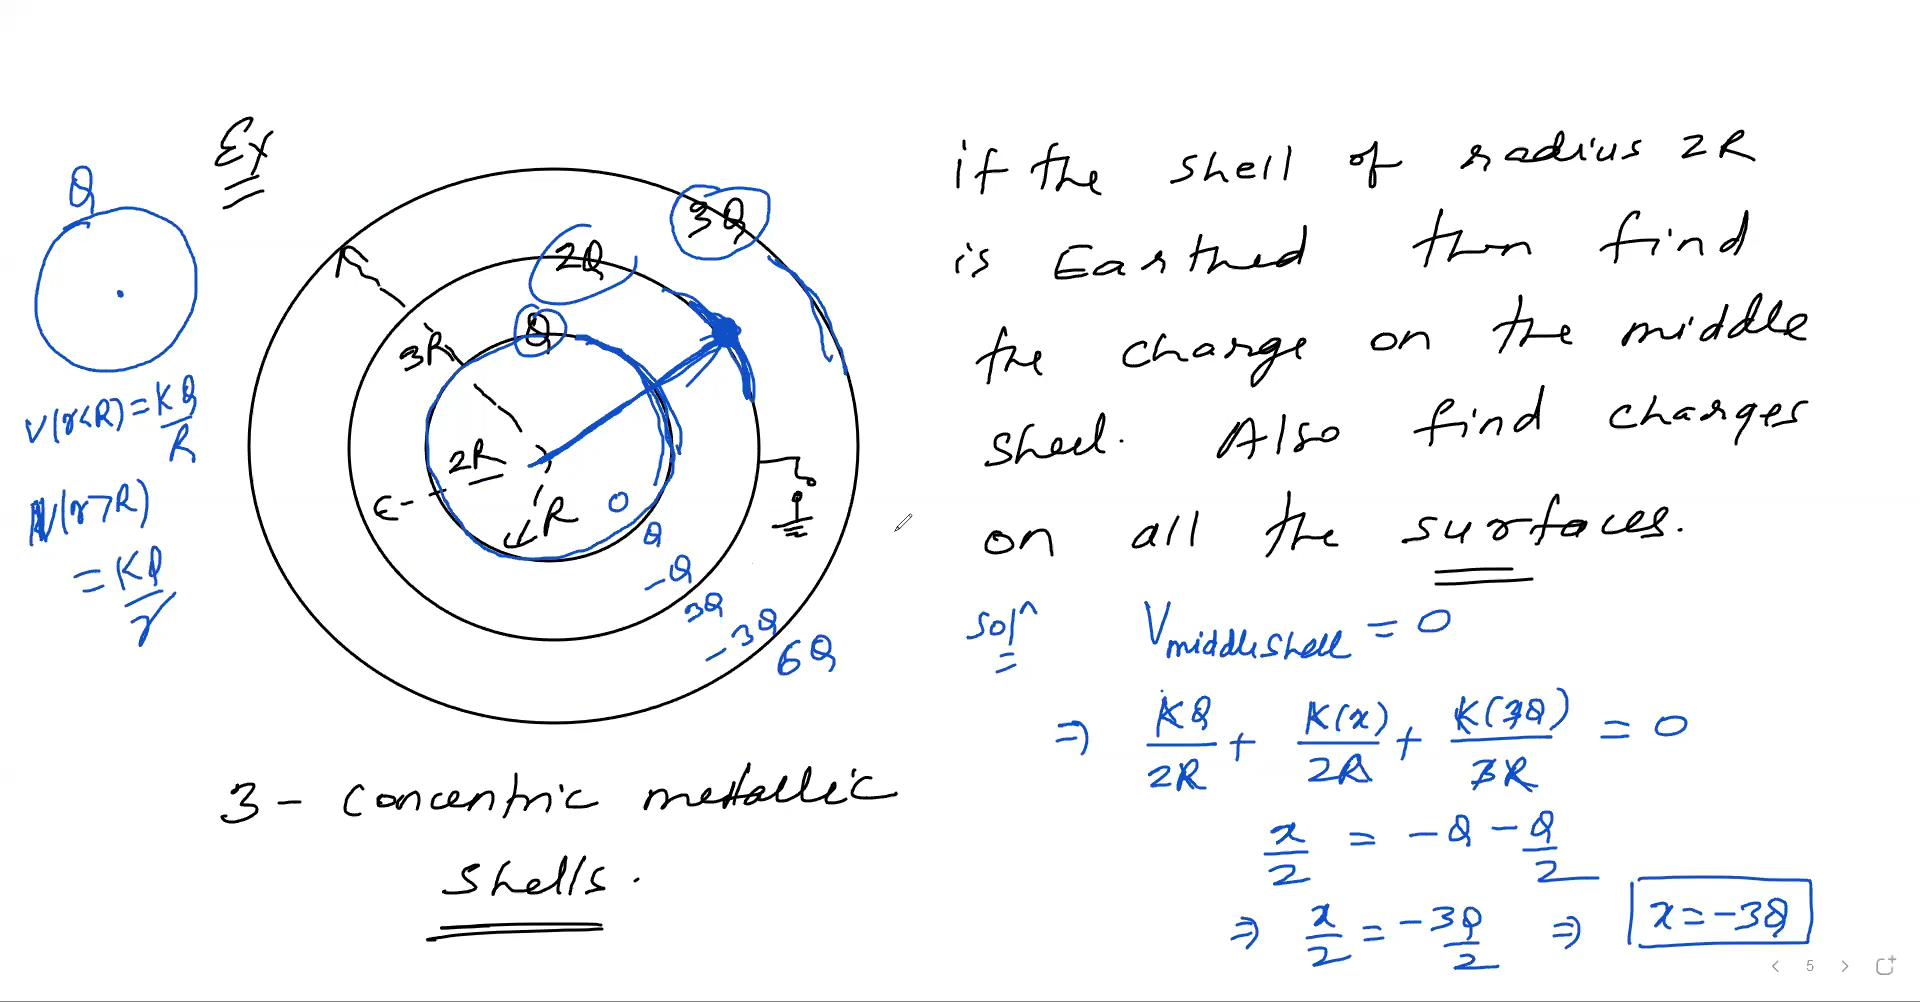 Ex
Q
3Q
2Q
Q
3R
2R
R
0
Q
-Q
3Q
-3Q
6Q
V(r<R) = KQ
R
V(r>R)
= KQ
r
3 - concentric metallic
shells.
if the shell of radius 2R
is Earthed then find
the charge on the middle
shell. Also find charges
on all the surfaces.
solⁿ V middle shell = 0
⇒ KQ/2R + K(x)/2R + K(3Q)/3R = 0
x/2 = -Q - Q/2
⇒ x/2 = -3Q/2 ⇒ x = -3Q
< 5 >